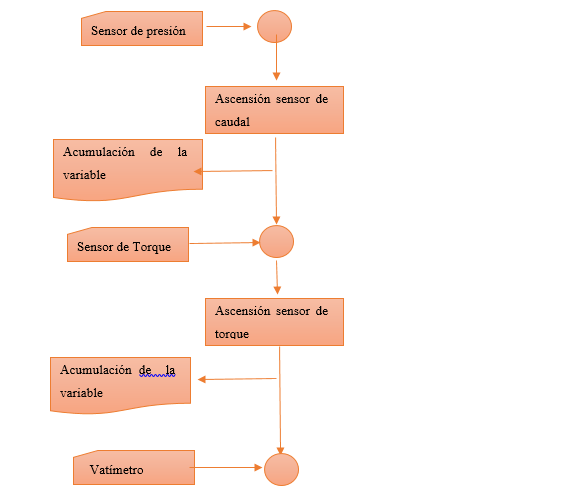 Sensor de presión
Ascensión sensor de
caudal
Acumulación de la
variable
Sensor de Torque
Ascensión sensor de
torque
Acumulación de la
variable
Vatímetro